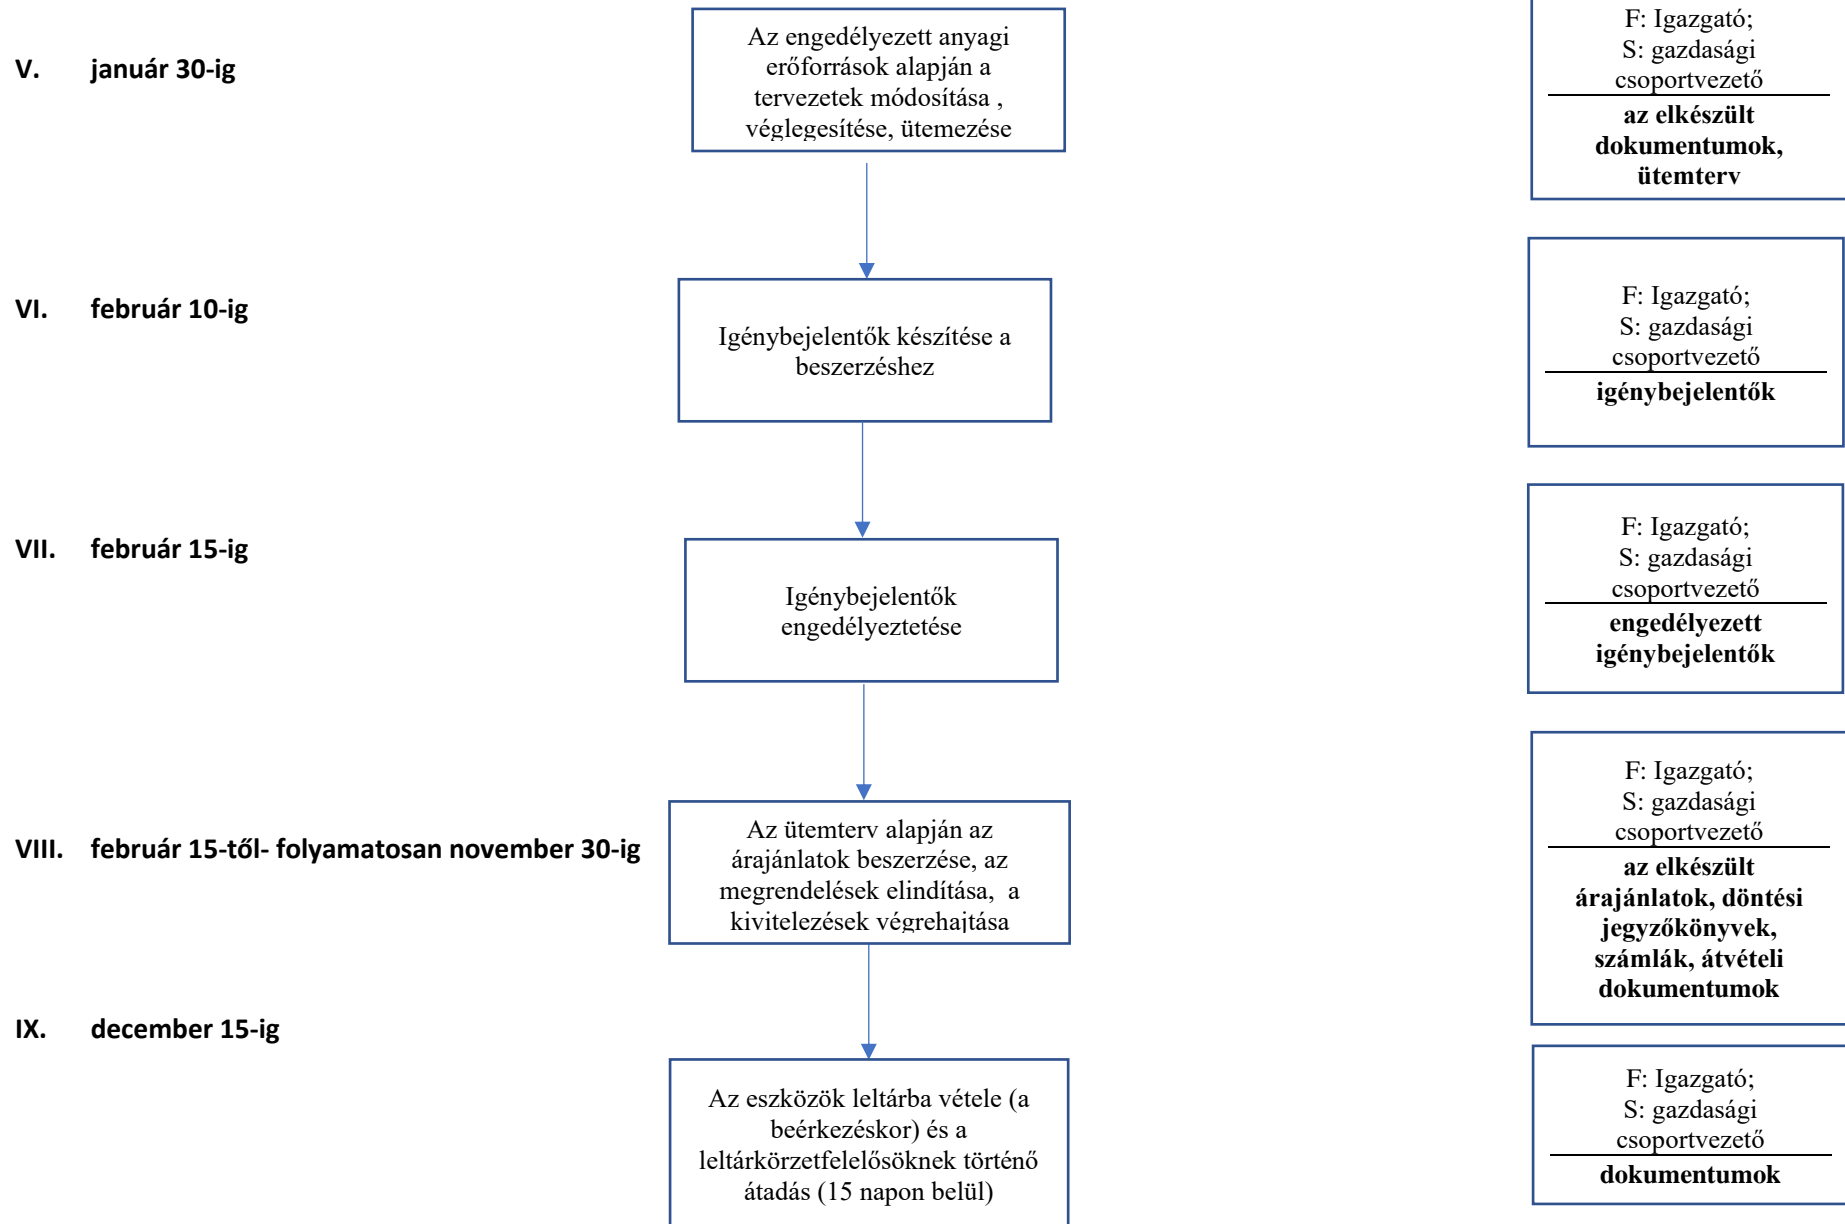 V. január 30-ig
Az engedélyezett anyagi
erőforrások alapján a
tervezetek módosítása ,
véglegesítése, ütemezése
F: Igazgató;
S: gazdasági
csoportvezető
az elkészült
dokumentumok,
ütemterv
VI. február 10-ig
Igénybejelentők készítése a
beszerzéshez
F: Igazgató;
S: gazdasági
csoportvezető
igénybejelentők
VII. február 15-ig
Igénybejelentők
engedélyeztetése
F: Igazgató;
S: gazdasági
csoportvezető
engedélyezett
igénybejelentők
VIII. február 15-től- folyamatosan november 30-ig
Az ütemterv alapján az
árajánlatok beszerzése, az
megrendelések elindítása, a
kivitelezések végrehajtása
F: Igazgató;
S: gazdasági
csoportvezető
az elkészült
árajánlatok, döntési
jegyzőkönyvek,
számlák, átvételi
dokumentumok
IX. december 15-ig
Az eszközök leltárba vétele (a
beérkezéskor) és a
leltárkörzetfelelősöknek történő
átadás (15 napon belül)
F: Igazgató;
S: gazdasági
csoportvezető
dokumentumok